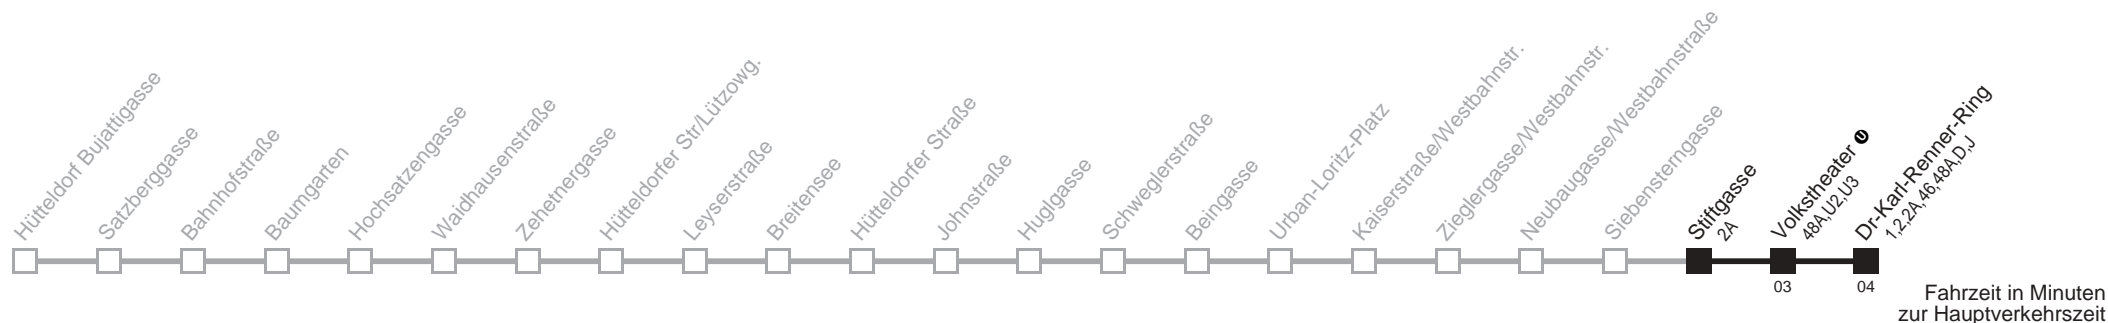 Hütteldorf Bujattigasse
Satzberggasse
Bahnhofstraße
Baumgarten
Hochsatzengasse
Waidhausenstraße
Zehetnergasse
Hütteldorfer Str/Lützowg.
Leyserstraße
Breitensee
Hütteldorfer Straße
Johnstraße
Huglgasse
Schweglerstraße
Beingasse
Urban-Loritz-Platz
Kaiserstraße/Westbahnstr.
Zieglergasse/Westbahnstr.
Neubaugasse/Westbahnstraße
Siebensterngasse
Stiftgasse
2A
Volkstheater U
48A,U2,U3
Dr-Karl-Renner-Ring
1,2,2A,46,48A,D,J
03
04
Fahrzeit in Minuten
zur Hauptverkehrszeit